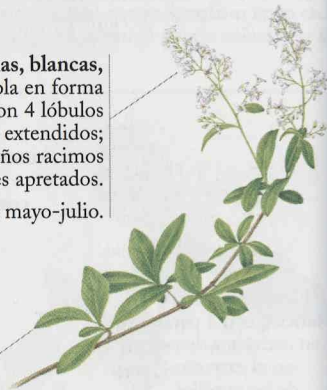 as, blancas,
ola en forma
on 4 lóbulos
extendidos;
ños racimos
es apretados.
mayo-julio.